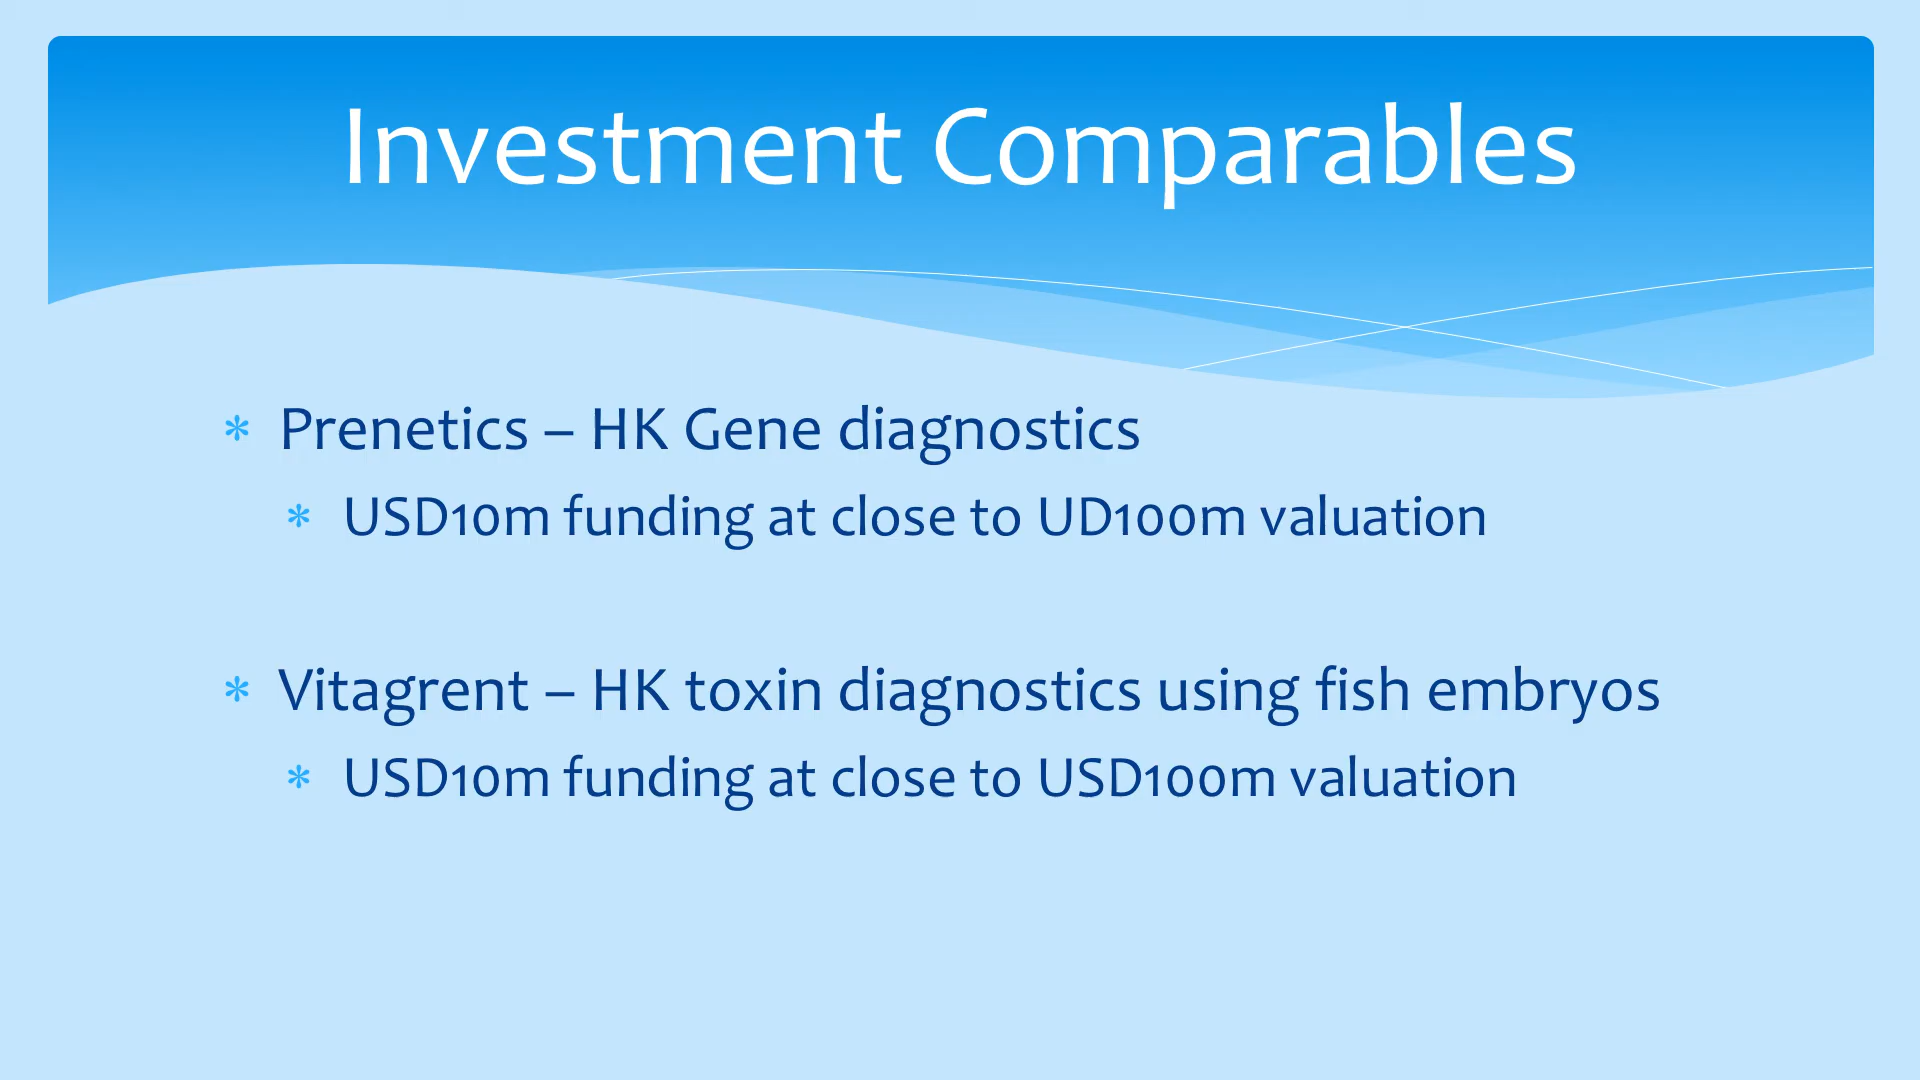 Investment Comparables
* Prenetics – HK Gene diagnostics
* USD10m funding at close to UD100m valuation
* Vitagrent – HK toxin diagnostics using fish embryos
* USD10m funding at close to USD100m valuation